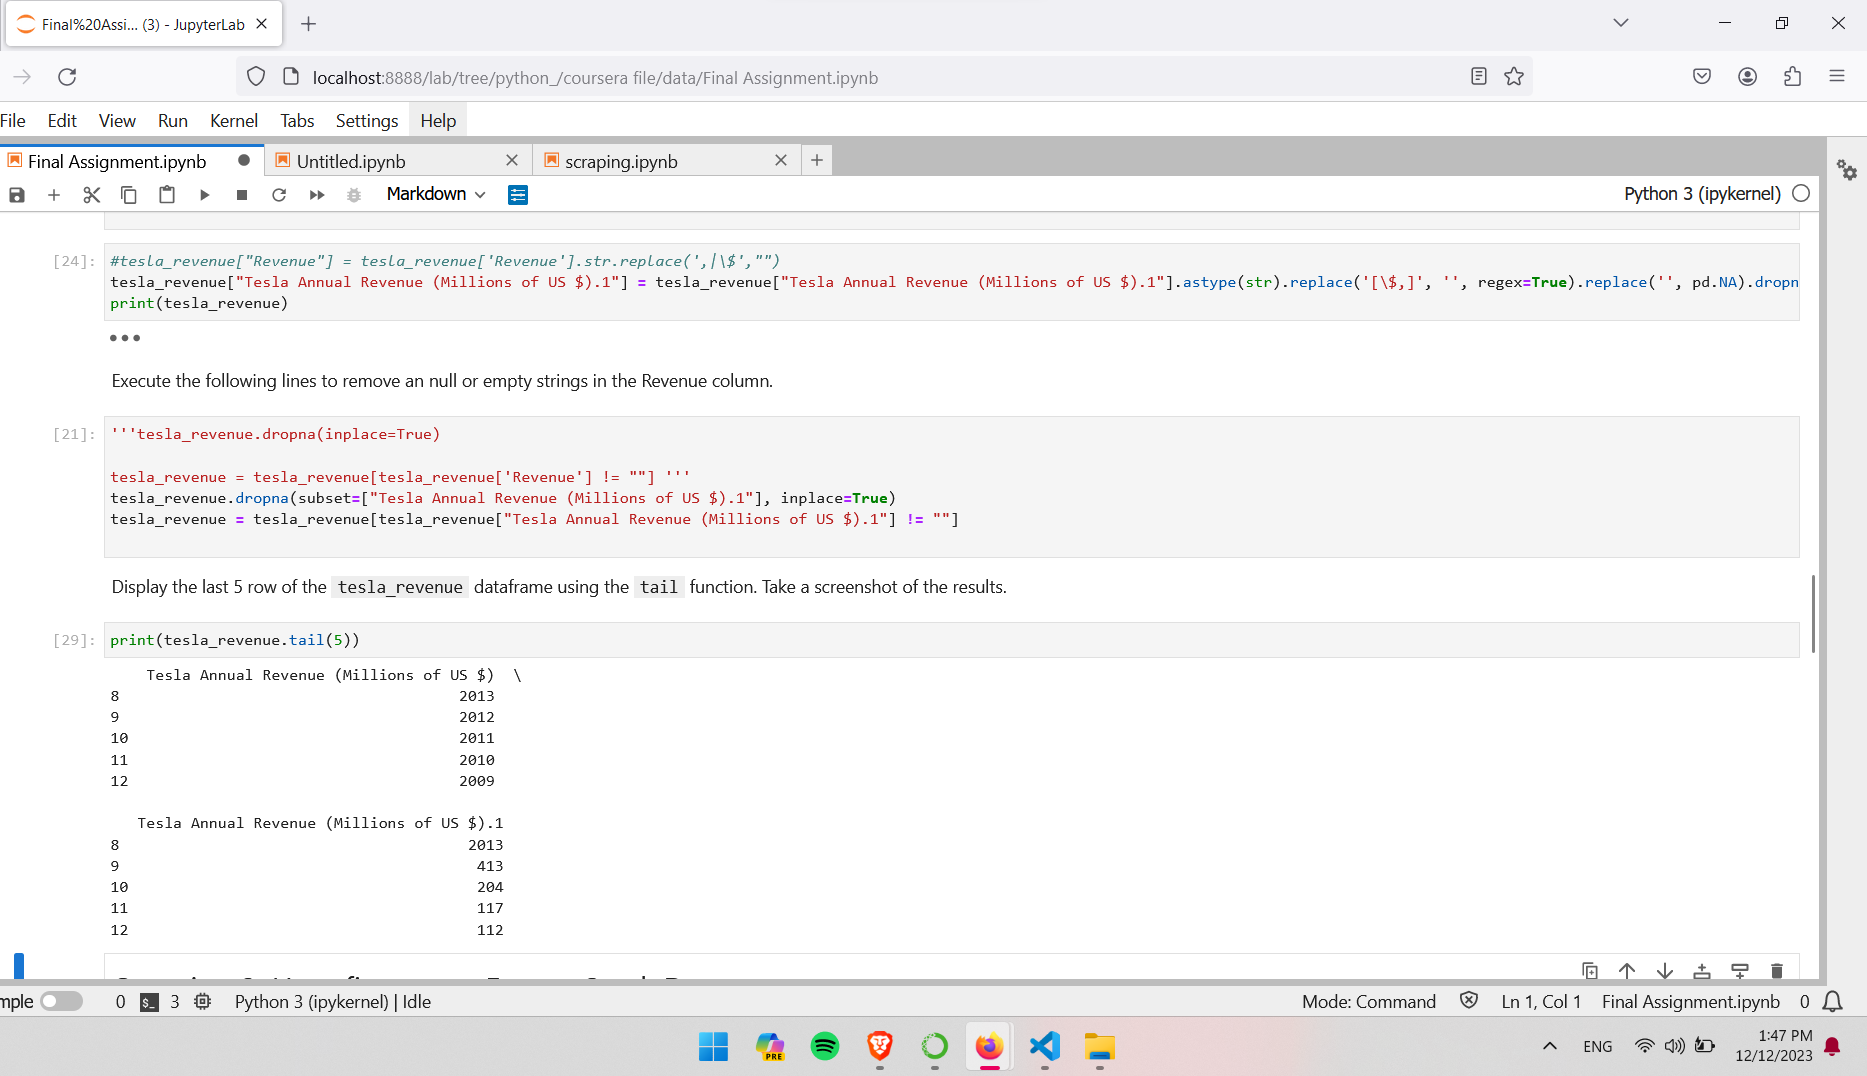 Final%20Assi... (3) - JupyterLab
localhost:8888/lab/tree/python_/coursera file/data/Final Assignment.ipynb
File Edit View Run Kernel Tabs Settings Help
Final Assignment.ipynb Untitled.ipynb scraping.ipynb
Markdown Python 3 (ipykernel)
[24]: #tesla_revenue["Revenue"] = tesla_revenue['Revenue'].str.replace(',|\$',"")
tesla_revenue["Tesla Annual Revenue (Millions of US $).1"] = tesla_revenue["Tesla Annual Revenue (Millions of US $).1"].astype(str).replace('[\$,]', '', regex=True).replace('', pd.NA).dropn
print(tesla_revenue)
Execute the following lines to remove an null or empty strings in the Revenue column.
[21]: '''tesla_revenue.dropna(inplace=True)
tesla_revenue = tesla_revenue[tesla_revenue['Revenue'] != ""] '''
tesla_revenue.dropna(subset=["Tesla Annual Revenue (Millions of US $).1"], inplace=True)
tesla_revenue = tesla_revenue[tesla_revenue["Tesla Annual Revenue (Millions of US $).1"] != ""]
Display the last 5 row of the tesla_revenue dataframe using the tail function. Take a screenshot of the results.
[29]: print(tesla_revenue.tail(5))
Tesla Annual Revenue (Millions of US $) \
8 2013
9 2012
10 2011
11 2010
12 2009
Tesla Annual Revenue (Millions of US $).1
8 2013
9 413
10 204
11 117
12 112
mple 0 $_ 3 Python 3 (ipykernel) | Idle Mode: Command Ln 1, Col 1 Final Assignment.ipynb 0
PRE ENG 1:47 PM
12/12/2023